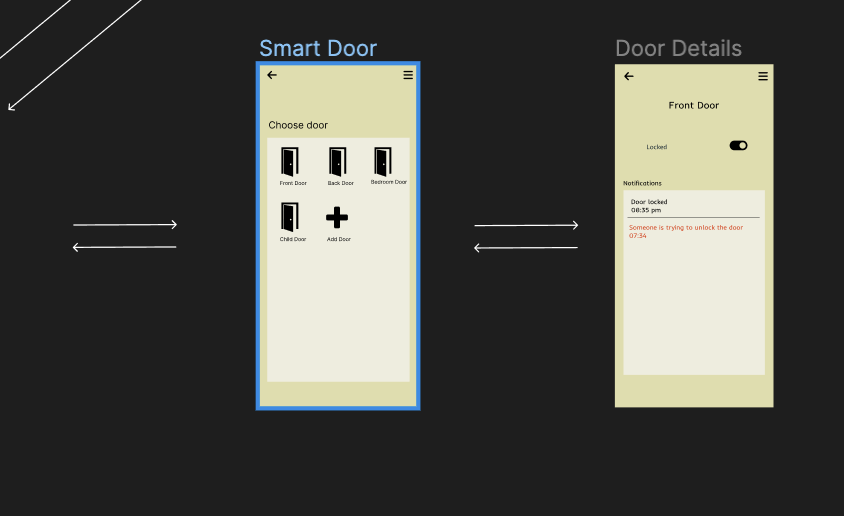 Smart Door
Choose door
Front Door
Back Door
Bedroom Door
Child Door
Add Door
Door Details
Front Door
Locked
Notifications
Door locked
08:35 pm
Someone is trying to unlock the door
07:34